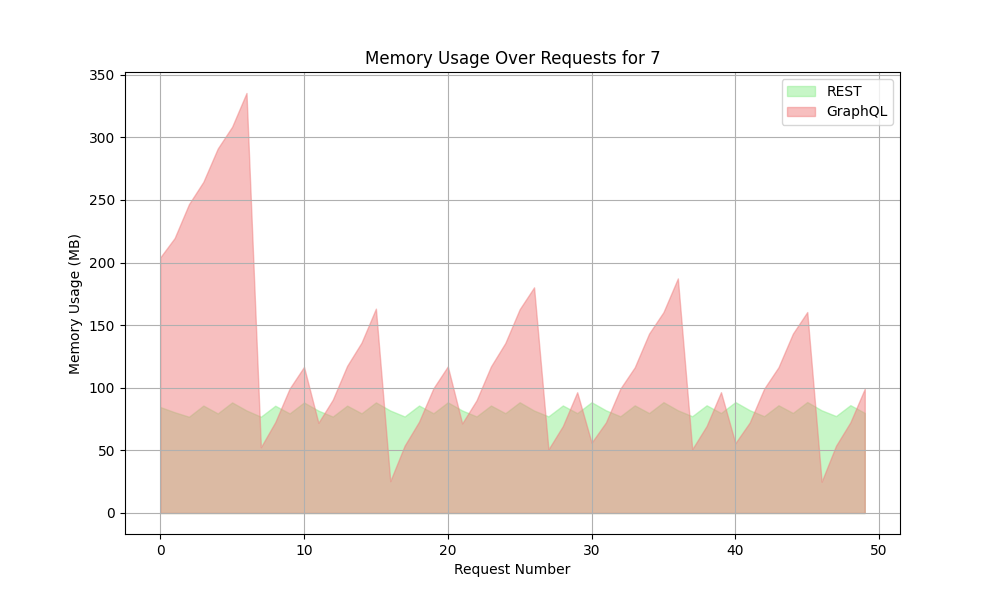 Memory Usage Over Requests for 7
REST
GraphQL
Memory Usage (MB)
350
300
250
200
150
100
50
0
0 10 20 30 40 50
Request Number